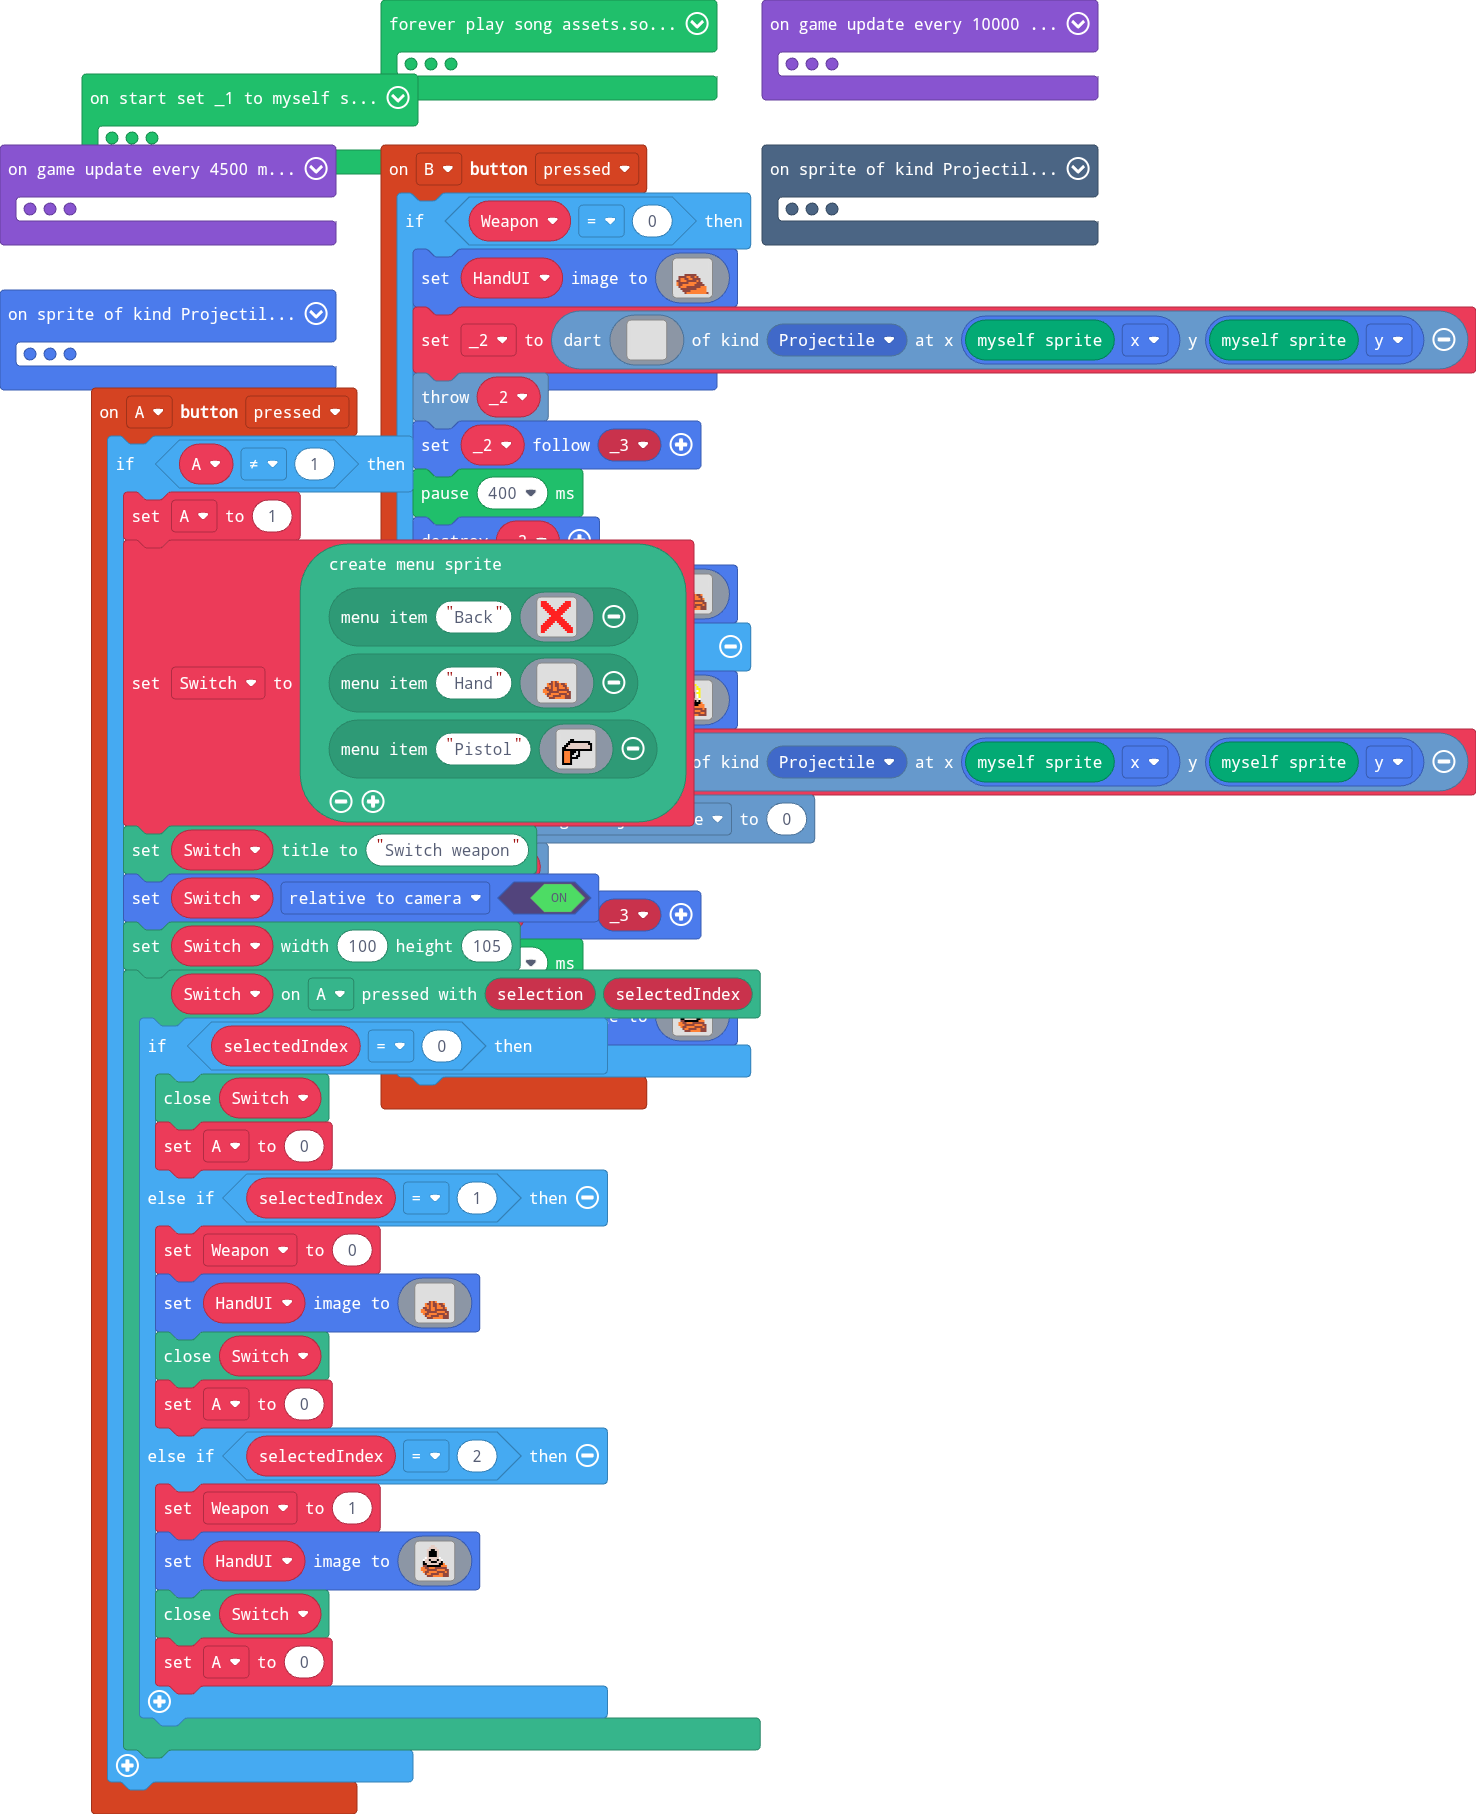 forever play song assets.so...
on game update every 10000 ...
on start set _1 to myself s...
on game update every 4500 m...
on B button pressed
on sprite of kind Projectil...
if Weapon = 0 then
set HandUI image to
on sprite of kind Projectil...
set _2 to dart of kind Projectile at x myself sprite x y myself sprite y
throw _2
set _2 follow _3
pause 400 ms
of kind Projectile at x myself sprite x y myself sprite y
to 0
_3
ms
on A button pressed
if A ≠ 1 then
set A to 1
set Switch to
create menu sprite
menu item "Back"
menu item "Hand"
menu item "Pistol"
set Switch title to "Switch weapon"
set Switch relative to camera ON
set Switch width 100 height 105
Switch on A pressed with selection selectedIndex
if selectedIndex = 0 then
close Switch
set A to 0
else if selectedIndex = 1 then
set Weapon to 0
set HandUI image to
close Switch
set A to 0
else if selectedIndex = 2 then
set Weapon to 1
set HandUI image to
close Switch
set A to 0